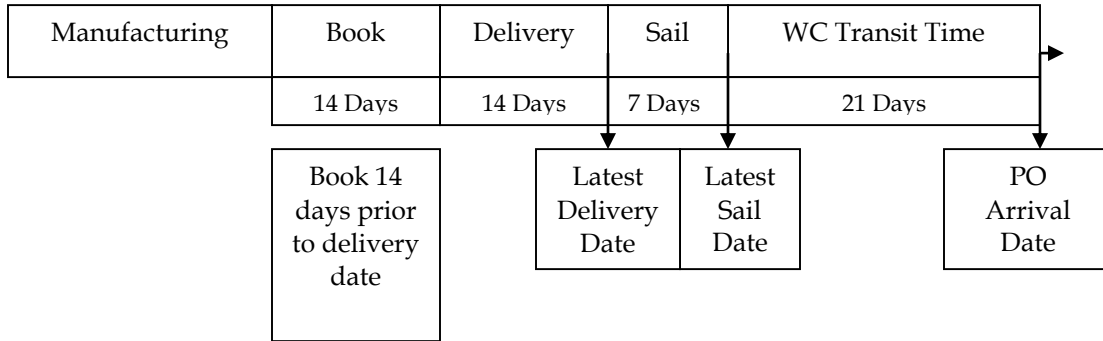 Manufacturing Book Delivery Sail WC Transit Time
14 Days 14 Days 7 Days 21 Days
Book 14
days prior
to delivery
date
Latest
Delivery
Date
Latest
Sail
Date
PO
Arrival
Date